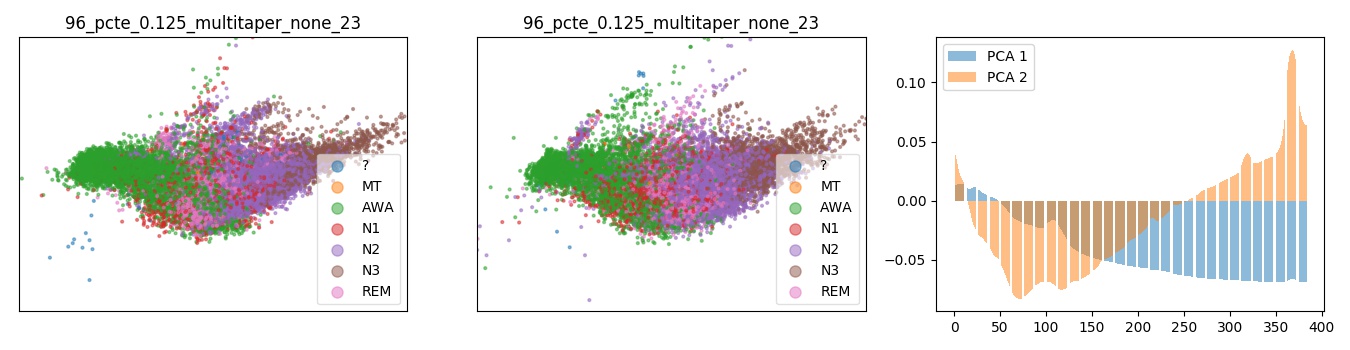 96_pcte_0.125_multitaper_none_23
?
MT
AWA
N1
N2
N3
REM
96_pcte_0.125_multitaper_none_23
?
MT
AWA
N1
N2
N3
REM
PCA 1
PCA 2
0.10
0.05
0.00
−0.05
0 50 100 150 200 250 300 350 400